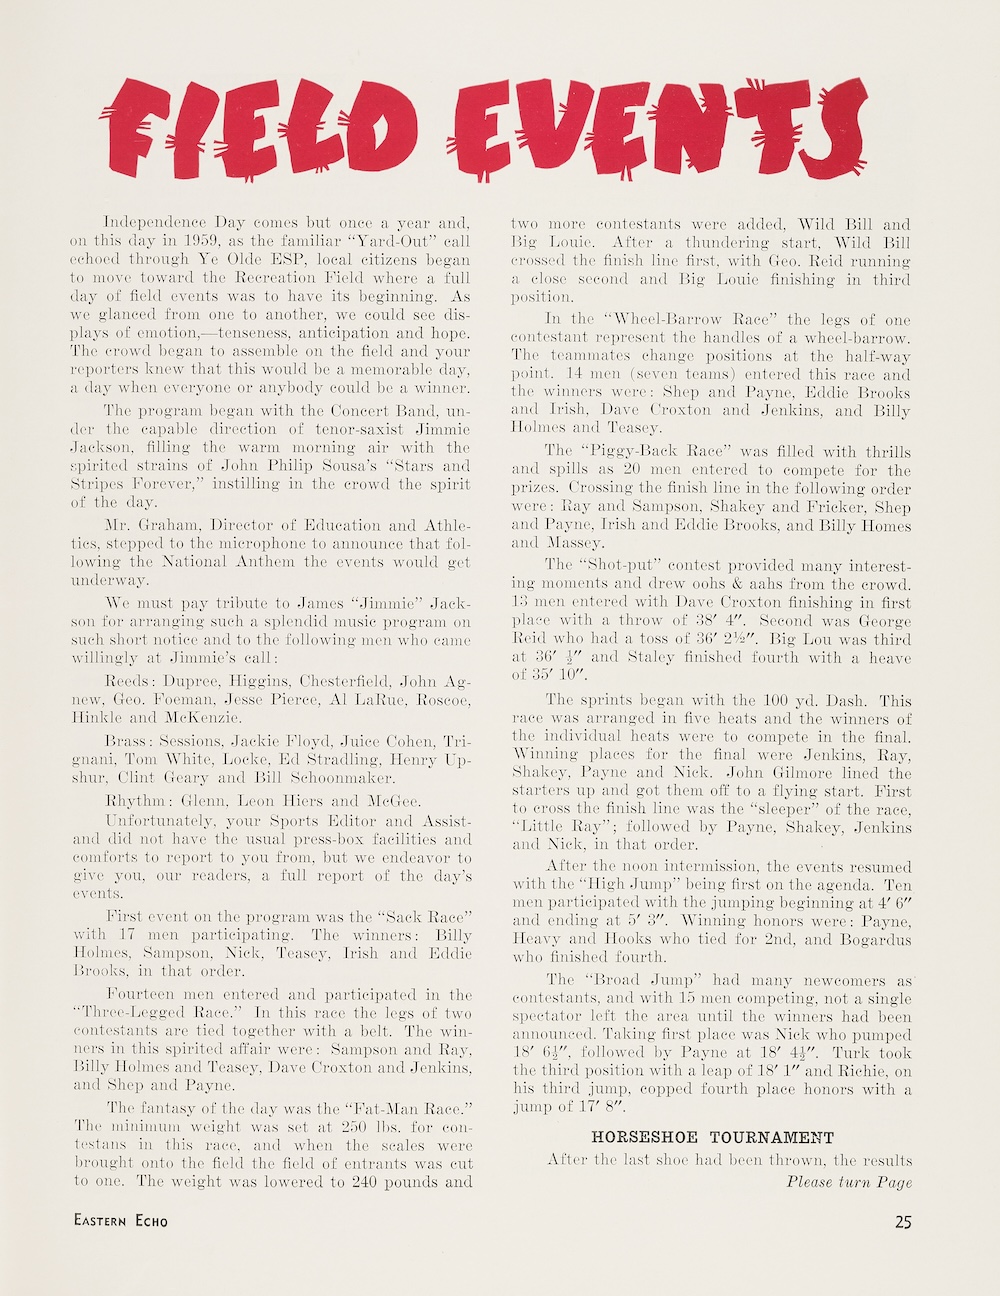 FIELD EVENTS
Independence Day comes but once a year and,
on this day in 1959, as the familiar “Yard-Out” call
echoed through Ye Olde ESP, local citizens began
to move toward the Recreation Field where a full
day of field events was to have its beginning. As
we glanced from one to another, we could see dis-
plays of emotion,—tenseness, anticipation and hope.
The crowd began to assemble on the field and your
reporters knew that this would be a memorable day,
a day when everyone or anybody could be a winner.
The program began with the Concert Band, un-
der the capable direction of tenor-saxist Jimmie
Jackson, filling the warm morning air with the
spirited strains of John Philip Sousa’s “Stars and
Stripes Forever,” instilling in the crowd the spirit
of the day.
Mr. Graham, Director of Education and Athle-
tics, stepped to the microphone to announce that fol-
lowing the National Anthem the events would get
underway.
We must pay tribute to James “Jimmie” Jack-
son for arranging such a splendid music program on
such short notice and to the following men who came
willingly at Jimmie’s call:
Reeds: Dupree, Higgins, Chesterfield, John Ag-
new, Geo. Foeman, Jesse Pierce, Al LaRue, Roscoe,
Hinkle and McKenzie.
Brass: Sessions, Jackie Floyd, Juice Cohen, Tri-
gnani, Tom White, Locke, Ed Stradling, Henry Up-
shur, Clint Geary and Bill Schoonmaker.
Rhythm: Glenn, Leon Hiers and McGee.
Unfortunately, your Sports Editor and Assist-
and did not have the usual press-box facilities and
comforts to report to you from, but we endeavor to
give you, our readers, a full report of the day’s
events.
First event on the program was the “Sack Race”
with 17 men participating. The winners: Billy
Holmes, Sampson, Nick, Teasey, Irish and Eddie
Brooks, in that order.
Fourteen men entered and participated in the
“Three-Legged Race.” In this race the legs of two
contestants are tied together with a belt. The win-
ners in this spirited affair were: Sampson and Ray,
Billy Holmes and Teasey, Dave Croxton and Jenkins,
and Shep and Payne.
The fantasy of the day was the “Fat-Man Race.”
The minimum weight was set at 250 lbs. for con-
testans in this race, and when the scales were
brought onto the field the field of entrants was cut
to one. The weight was lowered to 240 pounds and
two more contestants were added, Wild Bill and
Big Louie. After a thundering start, Wild Bill
crossed the finish line first, with Geo. Reid running
a close second and Big Louie finishing in third
position.
In the “Wheel-Barrow Race” the legs of one
contestant represent the handles of a wheel-barrow.
The teammates change positions at the half-way
point. 14 men (seven teams) entered this race and
the winners were: Shep and Payne, Eddie Brooks
and Irish, Dave Croxton and Jenkins, and Billy
Holmes and Teasey.
The “Piggy-Back Race” was filled with thrills
and spills as 20 men entered to compete for the
prizes. Crossing the finish line in the following order
were: Ray and Sampson, Shakey and Fricker, Shep
and Payne, Irish and Eddie Brooks, and Billy Homes
and Massey.
The “Shot-put” contest provided many interest-
ing moments and drew oohs & aahs from the crowd.
13 men entered with Dave Croxton finishing in first
place with a throw of 38′ 4″. Second was George
Reid who had a toss of 36′ 2½″. Big Lou was third
at 36′ ½″ and Staley finished fourth with a heave
of 35′ 10″.
The sprints began with the 100 yd. Dash. This
race was arranged in five heats and the winners of
the individual heats were to compete in the final.
Winning places for the final were Jenkins, Ray,
Shakey, Payne and Nick. John Gilmore lined the
starters up and got them off to a flying start. First
to cross the finish line was the “sleeper” of the race,
“Little Ray”; followed by Payne, Shakey, Jenkins
and Nick, in that order.
After the noon intermission, the events resumed
with the “High Jump” being first on the agenda. Ten
men participated with the jumping beginning at 4′ 6″
and ending at 5′ 3″. Winning honors were: Payne,
Heavy and Hooks who tied for 2nd, and Bogardus
who finished fourth.
The “Broad Jump” had many newcomers as
contestants, and with 15 men competing, not a single
spectator left the area until the winners had been
announced. Taking first place was Nick who pumped
18′ 6½″, followed by Payne at 18′ 4½″. Turk took
the third position with a leap of 18′ 1″ and Richie, on
his third jump, copped fourth place honors with a
jump of 17′ 8″.
HORSESHOE TOURNAMENT
After the last shoe had been thrown, the results
Please turn Page
EASTERN ECHO
25